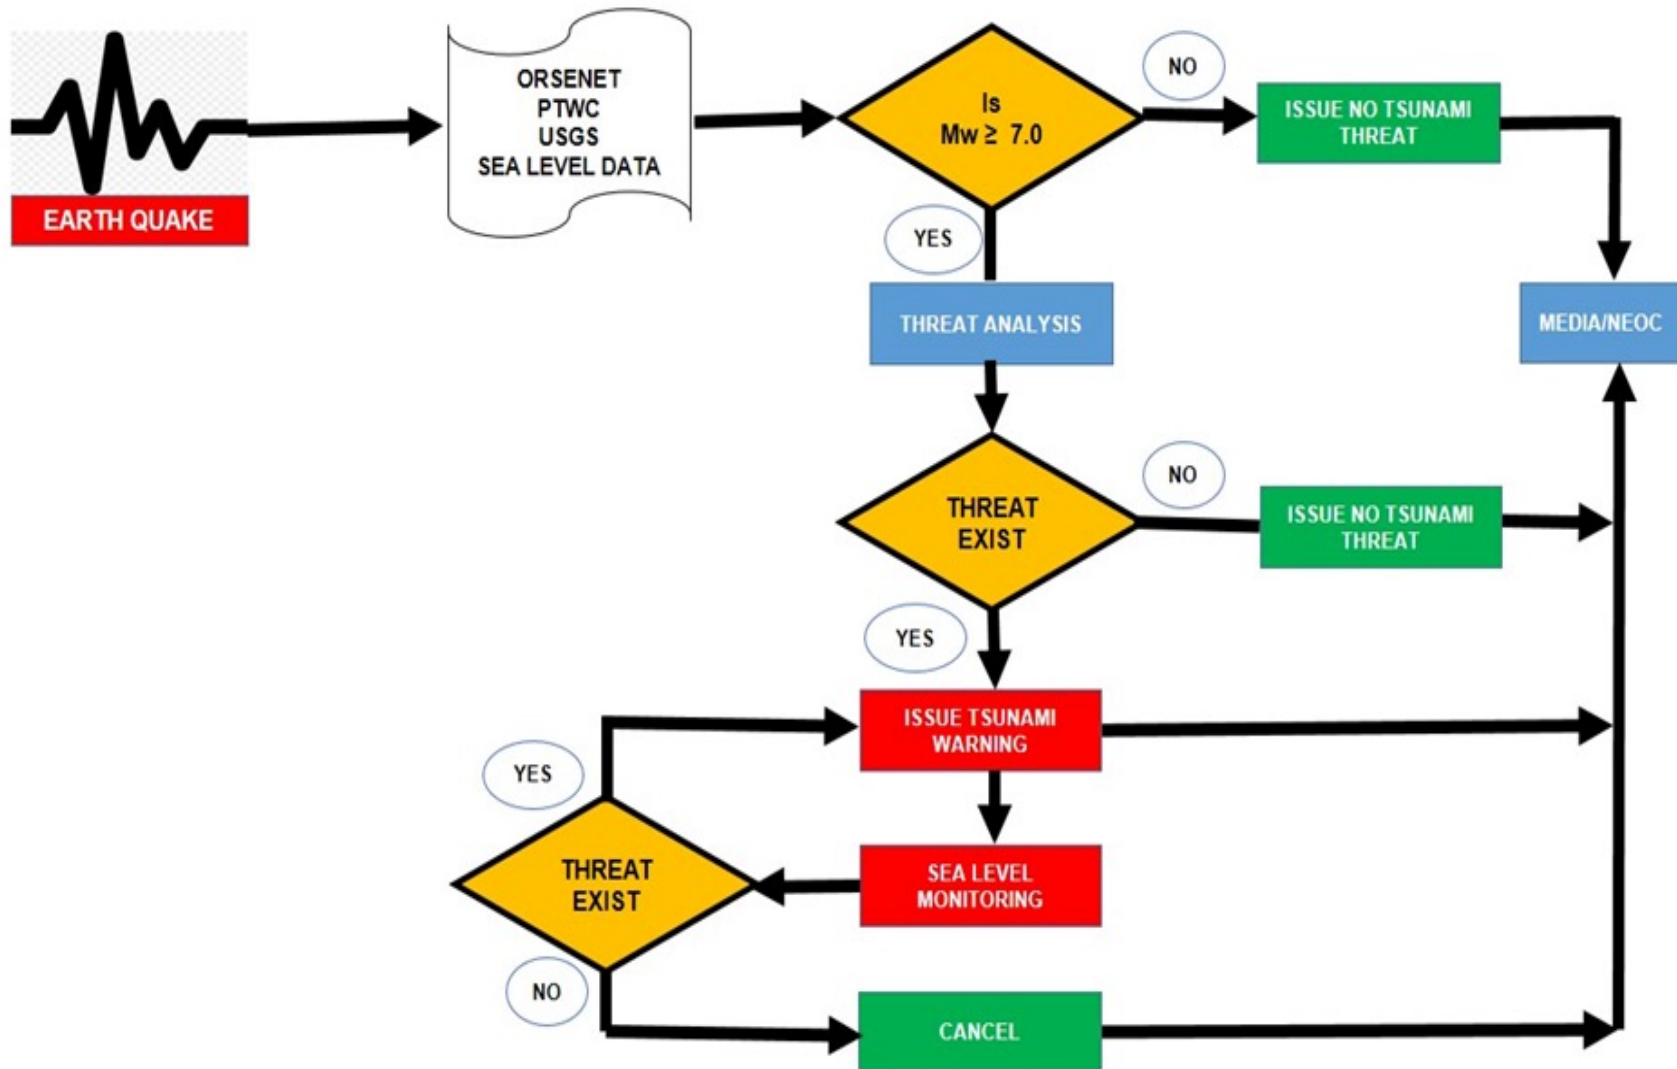 EARTH QUAKE
ORSENET
PTWC
USGS
SEA LEVEL DATA
Is
Mw ≥ 7.0
NO
ISSUE NO TSUNAMI
THREAT
YES
THREAT ANALYSIS
MEDIA/NEOC
THREAT
EXIST
NO
ISSUE NO TSUNAMI
THREAT
YES
ISSUE TSUNAMI
WARNING
YES
THREAT
EXIST
SEA LEVEL
MONITORING
NO
CANCEL